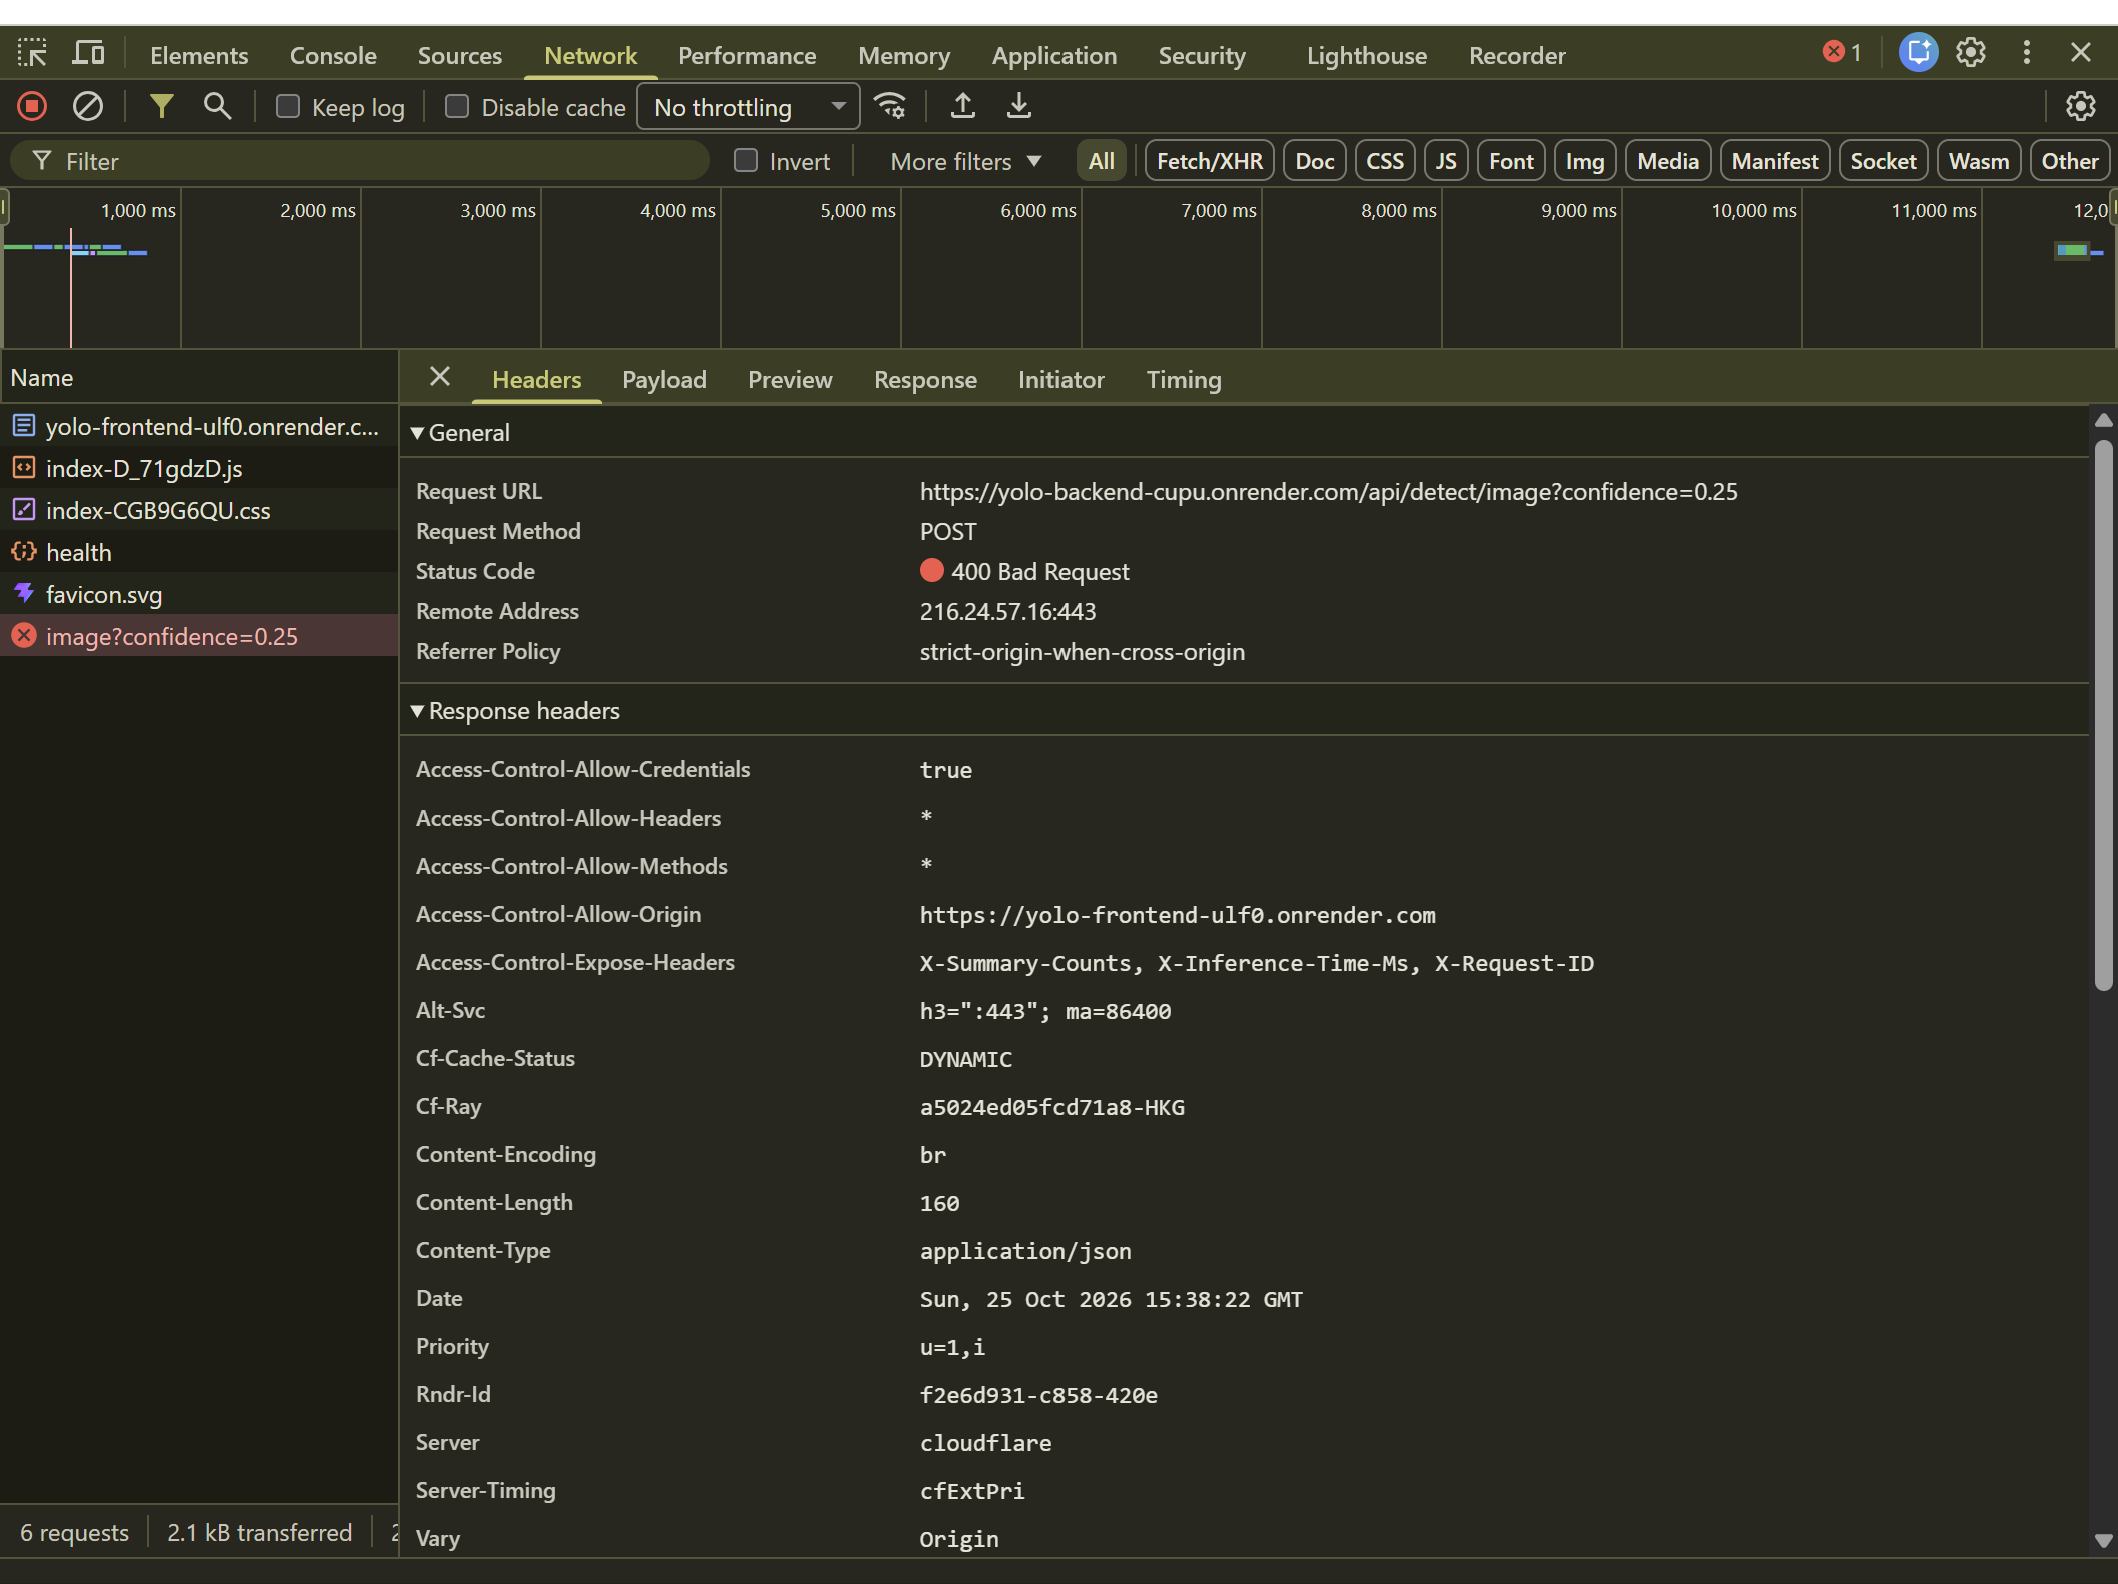 Elements Console Sources Network Performance Memory Application Security Lighthouse Recorder 1
Keep log Disable cache No throttling
Filter Invert More filters All Fetch/XHR Doc CSS JS Font Img Media Manifest Socket Wasm Other
1,000 ms 2,000 ms 3,000 ms 4,000 ms 5,000 ms 6,000 ms 7,000 ms 8,000 ms 9,000 ms 10,000 ms 11,000 ms 12,0
Name
yolo-frontend-ulf0.onrender.c...
index-D_71gdzD.js
index-CGB9G6QU.css
health
favicon.svg
image?confidence=0.25
6 requests 2.1 kB transferred
Headers Payload Preview Response Initiator Timing
General
Request URL https://yolo-backend-cupu.onrender.com/api/detect/image?confidence=0.25
Request Method POST
Status Code 400 Bad Request
Remote Address 216.24.57.16:443
Referrer Policy strict-origin-when-cross-origin
Response headers
Access-Control-Allow-Credentials true
Access-Control-Allow-Headers *
Access-Control-Allow-Methods *
Access-Control-Allow-Origin https://yolo-frontend-ulf0.onrender.com
Access-Control-Expose-Headers X-Summary-Counts, X-Inference-Time-Ms, X-Request-ID
Alt-Svc h3=":443"; ma=86400
Cf-Cache-Status DYNAMIC
Cf-Ray a5024ed05fcd71a8-HKG
Content-Encoding br
Content-Length 160
Content-Type application/json
Date Sun, 25 Oct 2026 15:38:22 GMT
Priority u=1,i
Rndr-Id f2e6d931-c858-420e
Server cloudflare
Server-Timing cfExtPri
Vary Origin